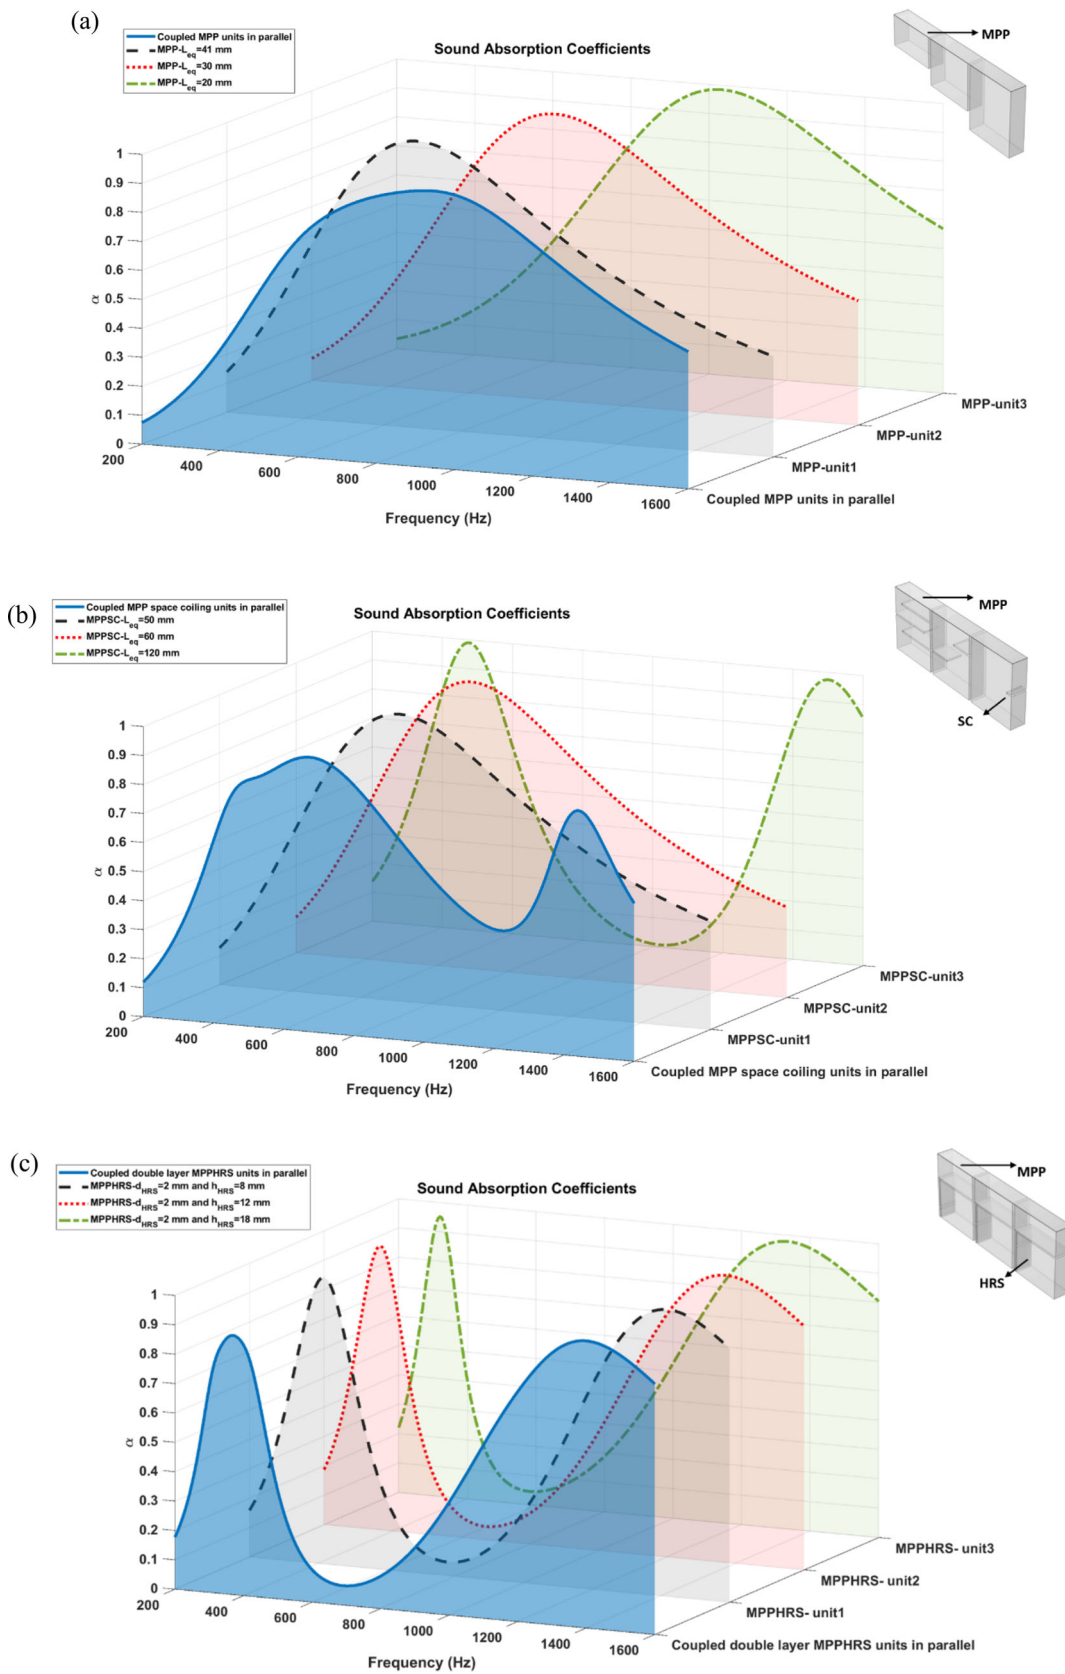 (a)
Coupled MPP units in parallel
MPP-Leq=41 mm
MPP-Leq=30 mm
MPP-Leq=20 mm
Sound Absorption Coefficients
MPP
1
0.9
0.8
0.7
0.6
0.5
0.4
0.3
0.2
0.1
0
α
200
400
600
800
1000
1200
1400
1600
Frequency (Hz)
MPP-unit3
MPP-unit2
MPP-unit1
Coupled MPP units in parallel
(b)
Coupled MPP space coiling units in parallel
MPPSC-Leq=50 mm
MPPSC-Leq=60 mm
MPPSC-Leq=120 mm
Sound Absorption Coefficients
MPP
SC
1
0.9
0.8
0.7
0.6
0.5
0.4
0.3
0.2
0.1
0
α
200
400
600
800
1000
1200
1400
1600
Frequency (Hz)
MPPSC-unit3
MPPSC-unit2
MPPSC-unit1
Coupled MPP space coiling units in parallel
(c)
Coupled double layer MPPHRS units in parallel
MPPHRS-dHRS=2 mm and hHRS=8 mm
MPPHRS-dHRS=2 mm and hHRS=12 mm
MPPHRS-dHRS=2 mm and hHRS=18 mm
Sound Absorption Coefficients
MPP
HRS
1
0.9
0.8
0.7
0.6
0.5
0.4
0.3
0.2
0.1
0
α
200
400
600
800
1000
1200
1400
1600
Frequency (Hz)
MPPHRS- unit3
MPPHRS- unit2
MPPHRS- unit1
Coupled double layer MPPHRS units in parallel